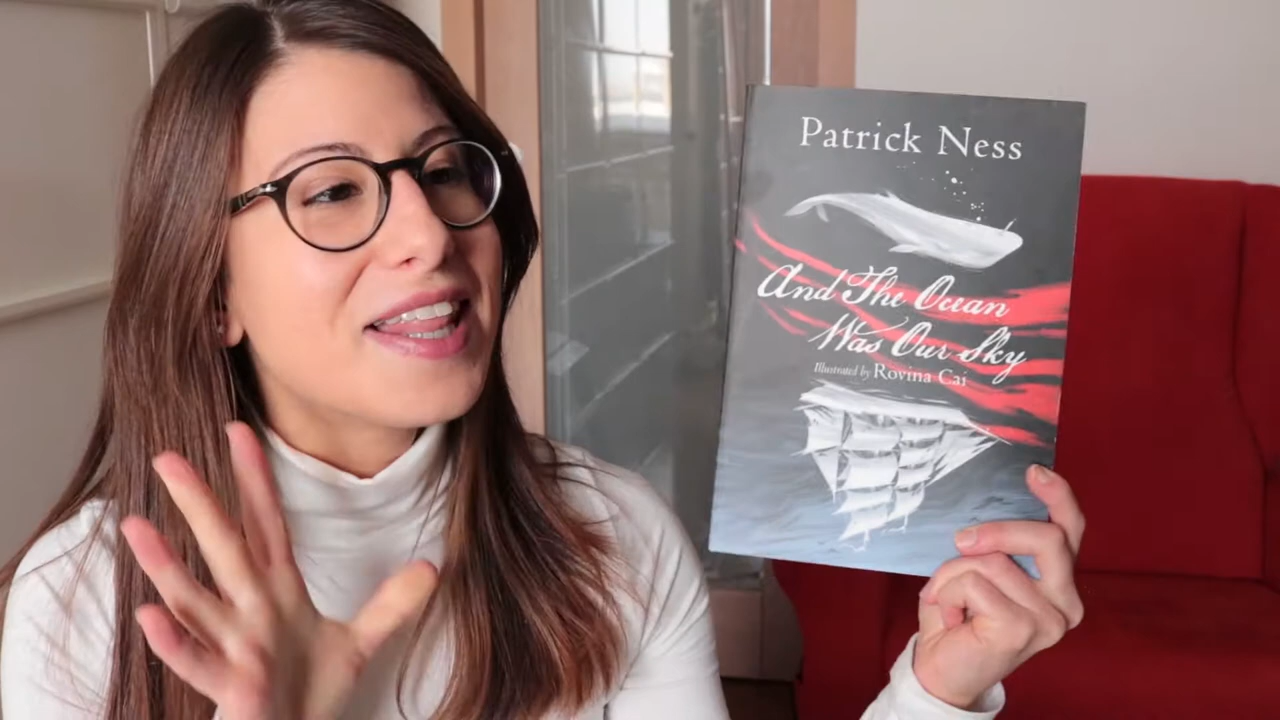 Patrick Ness
And The Ocean
Was Our Sky
Illustrated by Rovina Cai